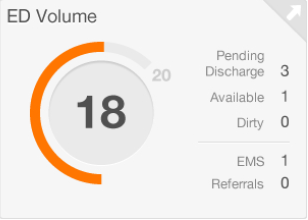 ED Volume
20
18
Pending
Discharge 3
Available 1
Dirty 0
EMS 1
Referrals 0